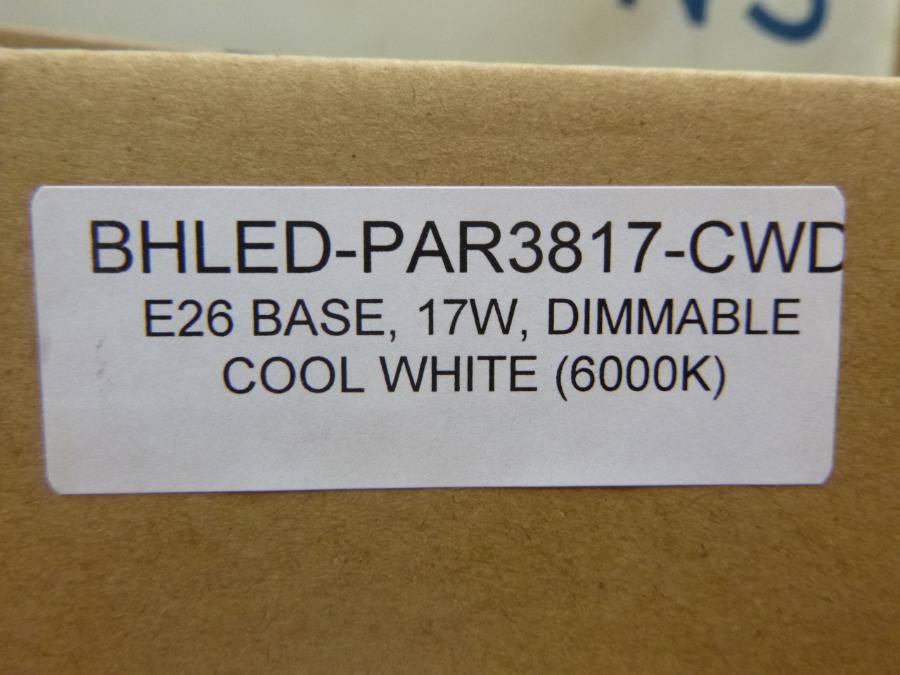 BHLED-PAR3817-CWD
E26 BASE, 17W, DIMMABLE
COOL WHITE (6000K)